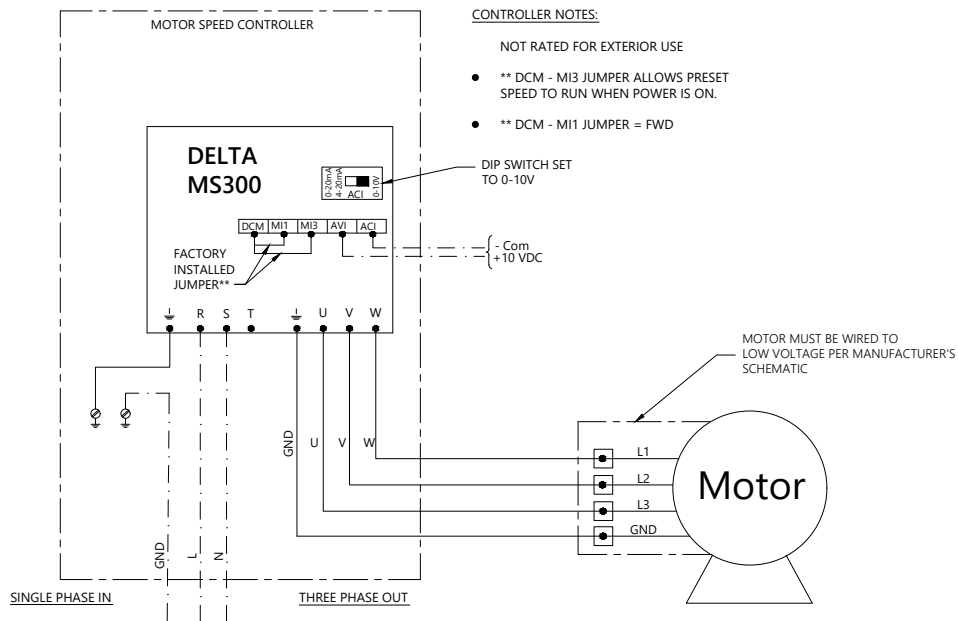 MOTOR SPEED CONTROLLER
CONTROLLER NOTES:
NOT RATED FOR EXTERIOR USE
● ** DCM - MI3 JUMPER ALLOWS PRESET
SPEED TO RUN WHEN POWER IS ON.
● ** DCM - MI1 JUMPER = FWD
DELTA
MS300
0-20mA
4-20mA
ACI
0-10V
DIP SWITCH SET
TO 0-10V
DCM MI1 MI3 AVI ACI
FACTORY
INSTALLED
JUMPER**
- Com
+10 VDC
R S T U V W
MOTOR MUST BE WIRED TO
LOW VOLTAGE PER MANUFACTURER'S
SCHEMATIC
GND U V W
L1
L2
L3
GND
Motor
GND L N
SINGLE PHASE IN
THREE PHASE OUT